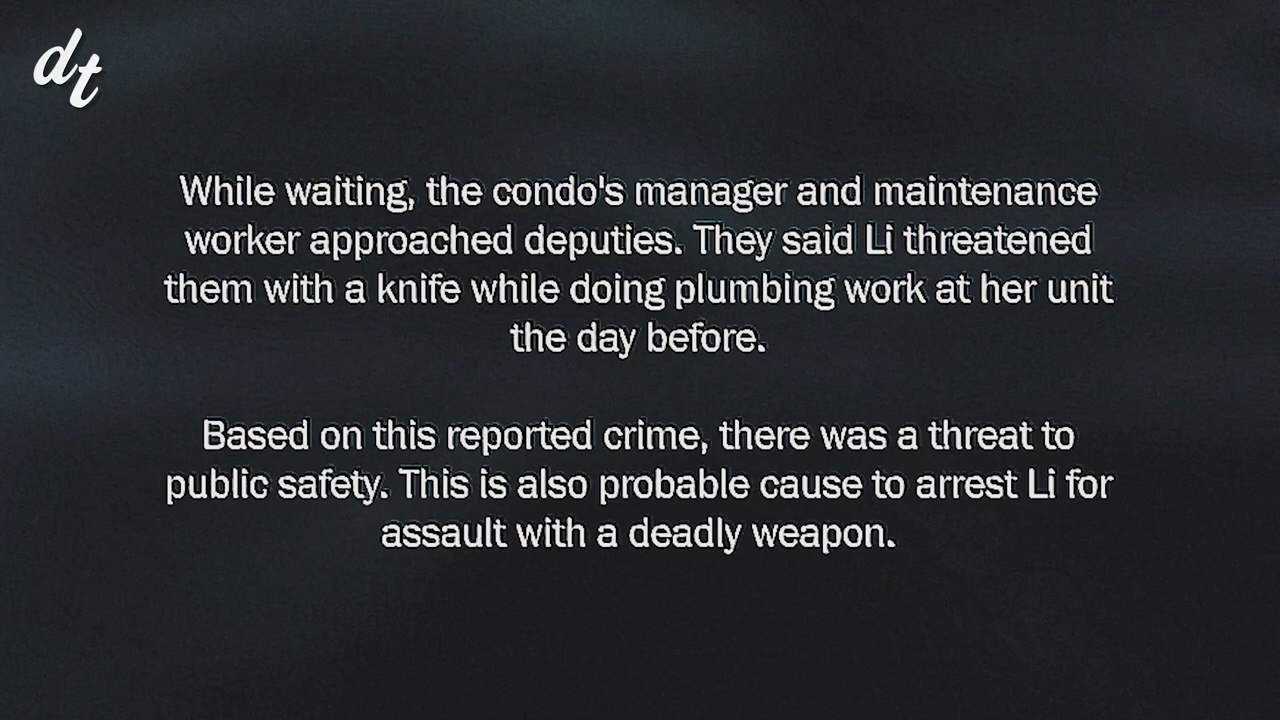 dt
While waiting, the condo's manager and maintenance
worker approached deputies. They said Li threatened
them with a knife while doing plumbing work at her unit
the day before.
Based on this reported crime, there was a threat to
public safety. This is also probable cause to arrest Li for
assault with a deadly weapon.